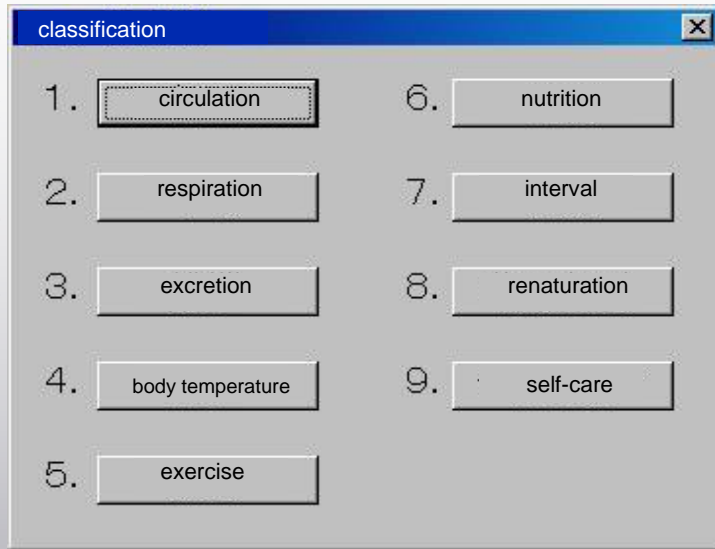 classification
1. circulation
2. respiration
3. excretion
4. body temperature
5. exercise
6. nutrition
7. interval
8. renaturation
9. self-care